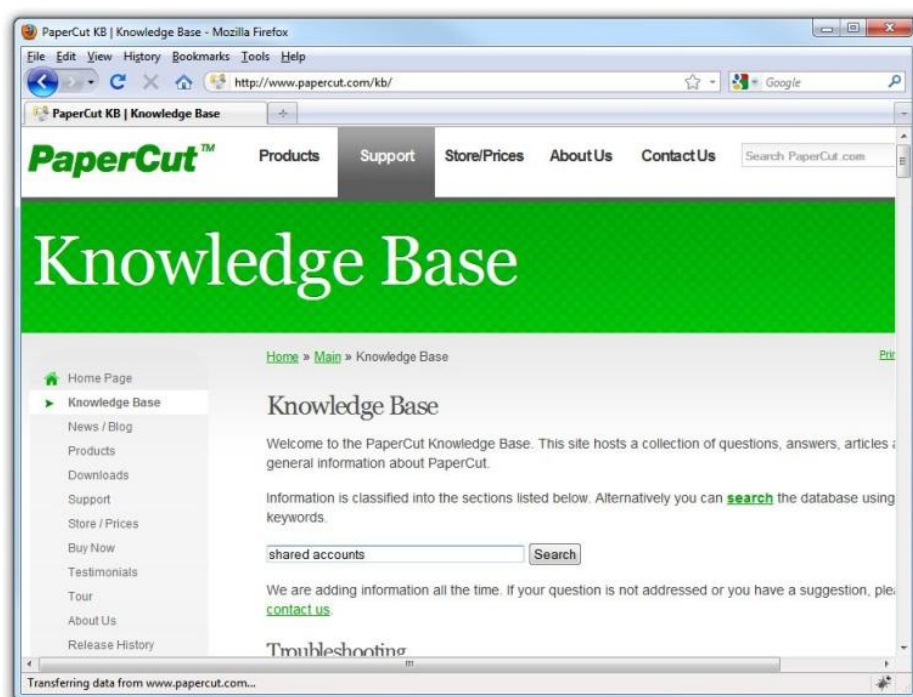 PaperCut KB | Knowledge Base - Mozilla Firefox
File Edit View History Bookmarks Tools Help
http://www.papercut.com/kb/
Google
PaperCut KB | Knowledge Base
PaperCut™
Products Support Store/Prices About Us Contact Us Search PaperCut.com
Knowledge Base
Home » Main » Knowledge Base
Home Page
Knowledge Base
News / Blog
Products
Downloads
Support
Store / Prices
Buy Now
Testimonials
Tour
About Us
Release History
Knowledge Base
Welcome to the PaperCut Knowledge Base. This site hosts a collection of questions, answers, articles
general information about PaperCut.
Information is classified into the sections listed below. Alternatively you can search the database using
keywords.
shared accounts Search
We are adding information all the time. If your question is not addressed or you have a suggestion,
contact us.
Troubleshooting
Transferring data from www.papercut.com...